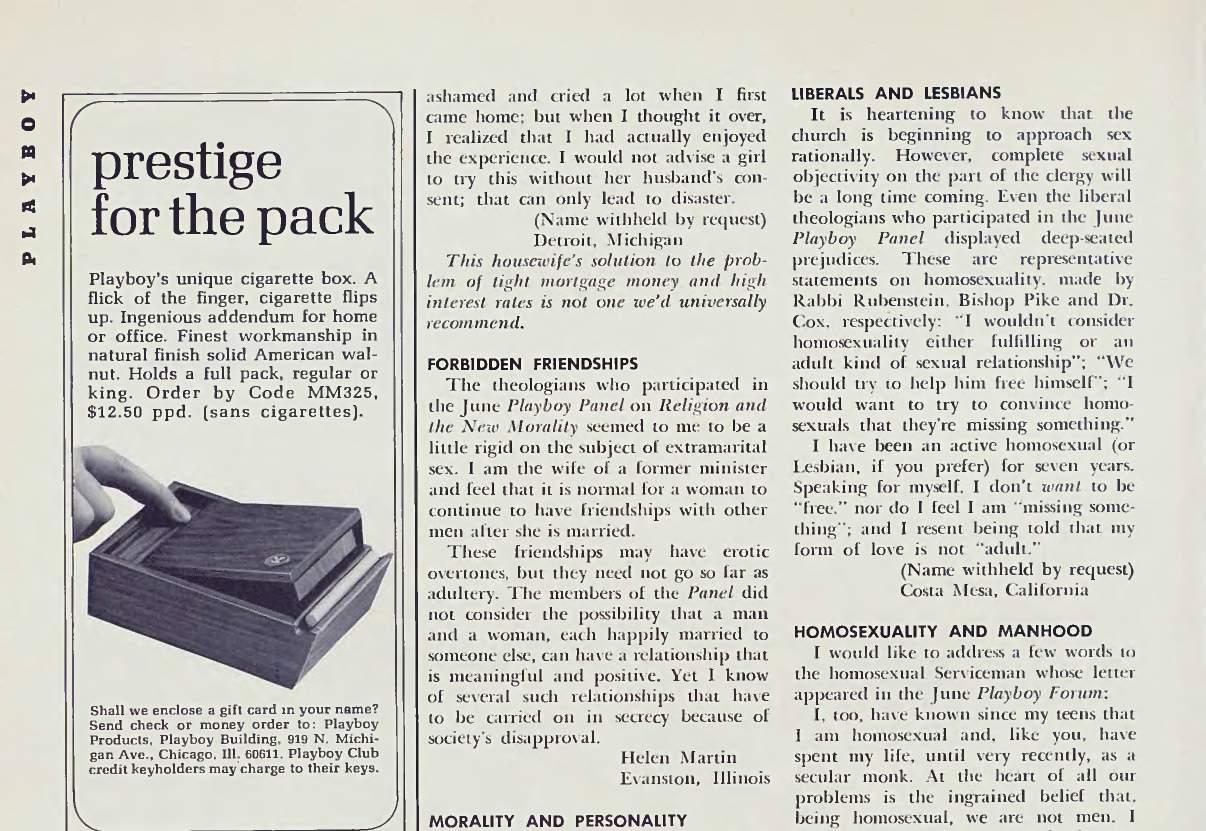 PLAYBOY
prestige
for the pack
Playboy's unique cigarette box. A
flick of the finger, cigarette flips
up. Ingenious addendum for home
or office. Finest workmanship in
natural finish solid American wal-
nut. Holds a full pack, regular or
king. Order by Code MM325,
$12.50 ppd. (sans cigarettes).
Shall we enclose a gift card in your name?
Send check or money order to: Playboy
Products, Playboy Building, 919 N. Michi-
gan Ave., Chicago, Ill. 60611. Playboy Club
credit keyholders may charge to their keys.
ashamed and cried a lot when I first
came home; but when I thought it over,
I realized that I had actually enjoyed
the experience. I would not advise a girl
to try this without her husband's con-
sent; that can only lead to disaster.
(Name withheld by request)
Detroit, Michigan
This housewife's solution to the prob-
lem of tight mortgage money and high
interest rates is not one we'd universally
recommend.
FORBIDDEN FRIENDSHIPS
The theologians who participated in
the June Playboy Panel on Religion and
the New Morality seemed to me to be a
little rigid on the subject of extramarital
sex. I am the wife of a former minister
and feel that it is normal for a woman to
continue to have friendships with other
men after she is married.
These friendships may have erotic
overtones, but they need not go so far as
adultery. The members of the Panel did
not consider the possibility that a man
and a woman, each happily married to
someone else, can have a relationship that
is meaningful and positive. Yet I know
of several such relationships that have
to be carried on in secrecy because of
society's disapproval.
Helen Martin
Evanston, Illinois
MORALITY AND PERSONALITY
LIBERALS AND LESBIANS
It is heartening to know that the
church is beginning to approach sex
rationally. However, complete sexual
objectivity on the part of the clergy will
be a long time coming. Even the liberal
theologians who participated in the June
Playboy Panel displayed deep-seated
prejudices. These are representative
statements on homosexuality, made by
Rabbi Rubenstein, Bishop Pike and Dr.
Cox, respectively: "I wouldn't consider
homosexuality either fulfilling or an
adult kind of sexual relationship"; "We
should try to help him free himself"; "I
would want to try to convince homo-
sexuals that they're missing something."
I have been an active homosexual (or
Lesbian, if you prefer) for seven years.
Speaking for myself, I don't want to be
"free," nor do I feel I am "missing some-
thing"; and I resent being told that my
form of love is not "adult."
(Name withheld by request)
Costa Mesa, California
HOMOSEXUALITY AND MANHOOD
I would like to address a few words to
the homosexual Serviceman whose letter
appeared in the June Playboy Forum:
I, too, have known since my teens that
I am homosexual and, like you, have
spent my life, until very recently, as a
secular monk. At the heart of all our
problems is the ingrained belief that,
being homosexual, we are not men. I